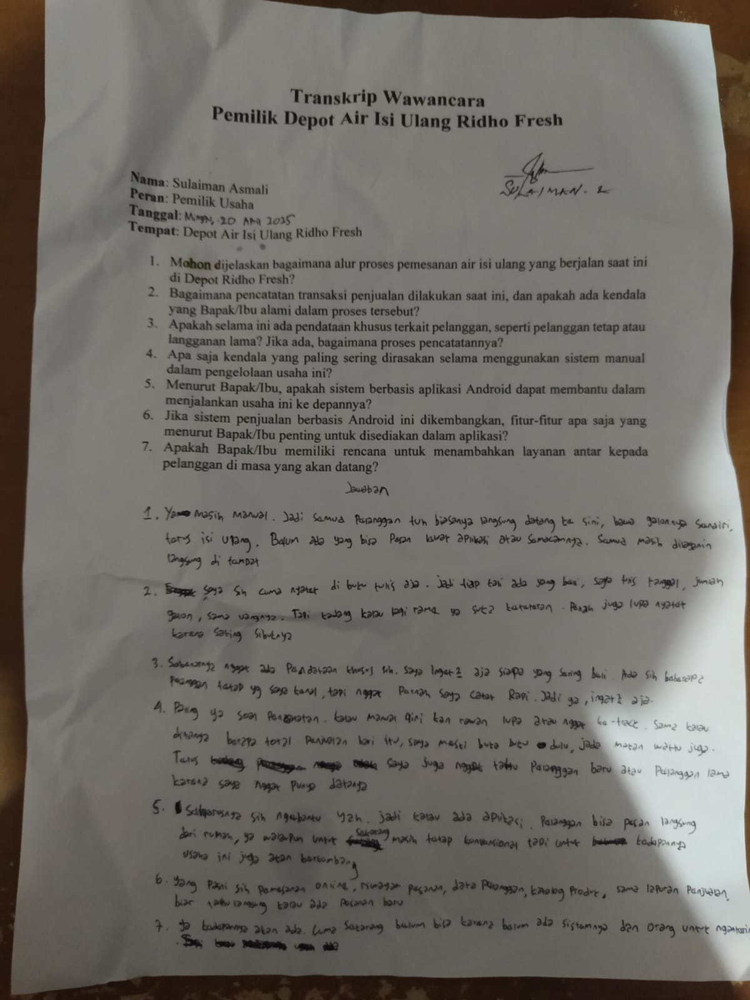 Transkrip Wawancara
Pemilik Depot Air Isi Ulang Ridho Fresh
SULAIMAN.
Nama: Sulaiman Asmali
Peran: Pemilik Usaha
Tanggal: Minggu, 20 April 2025
Tempat: Depot Air Isi Ulang Ridho Fresh
1. Mohon dijelaskan bagaimana alur proses pemesanan air isi ulang yang berjalan saat ini
di Depot Ridho Fresh?
2. Bagaimana pencatatan transaksi penjualan dilakukan saat ini, dan apakah ada kendala
yang Bapak/Ibu alami dalam proses tersebut?
3. Apakah selama ini ada pendataan khusus terkait pelanggan, seperti pelanggan tetap atau
langganan lama? Jika ada, bagaimana proses pencatatannya?
4. Apa saja kendala yang paling sering dirasakan selama menggunakan sistem manual
dalam pengelolaan usaha ini?
5. Menurut Bapak/Ibu, apakah sistem berbasis aplikasi Android dapat membantu dalam
menjalankan usaha ini ke depannya?
6. Jika sistem penjualan berbasis Android ini dikembangkan, fitur-fitur apa saja yang
menurut Bapak/Ibu penting untuk disediakan dalam aplikasi?
7. Apakah Bapak/Ibu memiliki rencana untuk menambahkan layanan antar kepada
pelanggan di masa yang akan datang?
Jawaban
1. Ya masih manual. Jadi semua pelanggan tuh biasanya langsung datang ke sini, bawa galonnya sendiri,
terus isi ulang. Belum ada yang bisa pesan lewat aplikasi atau semacamnya. Semua masih dilayanin
langsung di tempat
2. saya sih cuma nyatet di buku tulis aja. jadi tiap kali ada yang beli, saya tulis tanggal, jumlah
galon, sama uangnya. Tapi kadang kalau lagi rame ya suka kateteran. Pernah juga lupa nyatat
karena saking sibuknya
3. Sebenarnya nggak ada Pendataan khusus sih. Saya Inget2 aja siapa yang sering beli. Ada sih beberapa
pelanggan tetap yg saya kenal, tapi nggak Pernah saya catat Rapi. Jadi ya, inget2 aja.
4. Paling ya soal Pencatatan. kalau manual gini kan rawan lupa atau nggak ke-track. sama kalau
ditanya berapa total Penjualan hari itu, saya mesti buka buku dulu, jadi makan waktu juga.
Terus saya juga nggak tahu Pelanggan baru atau Pelanggan lama
karena saya nggak punya datanya
5. Seharusnya sih ngebantu yah. jadi kalau ada aplikasi, Pelanggan bisa pesan langsung
dari rumah, ya walaupun untuk sekarang masih tetap konvensional tapi untuk kedepannya
usaha ini juga akan berkembang
6. yang Pasti sih pemesanan online, riwayat pesanan, data Pelanggan, katalog Produk, sama laporan Penjualan,
biar tahu langsung kalau ada Pesanan baru
7. ya kedepannya akan ada. Cuma sekarang belum bisa karena belum ada sistemnya dan orang untuk ngantarin